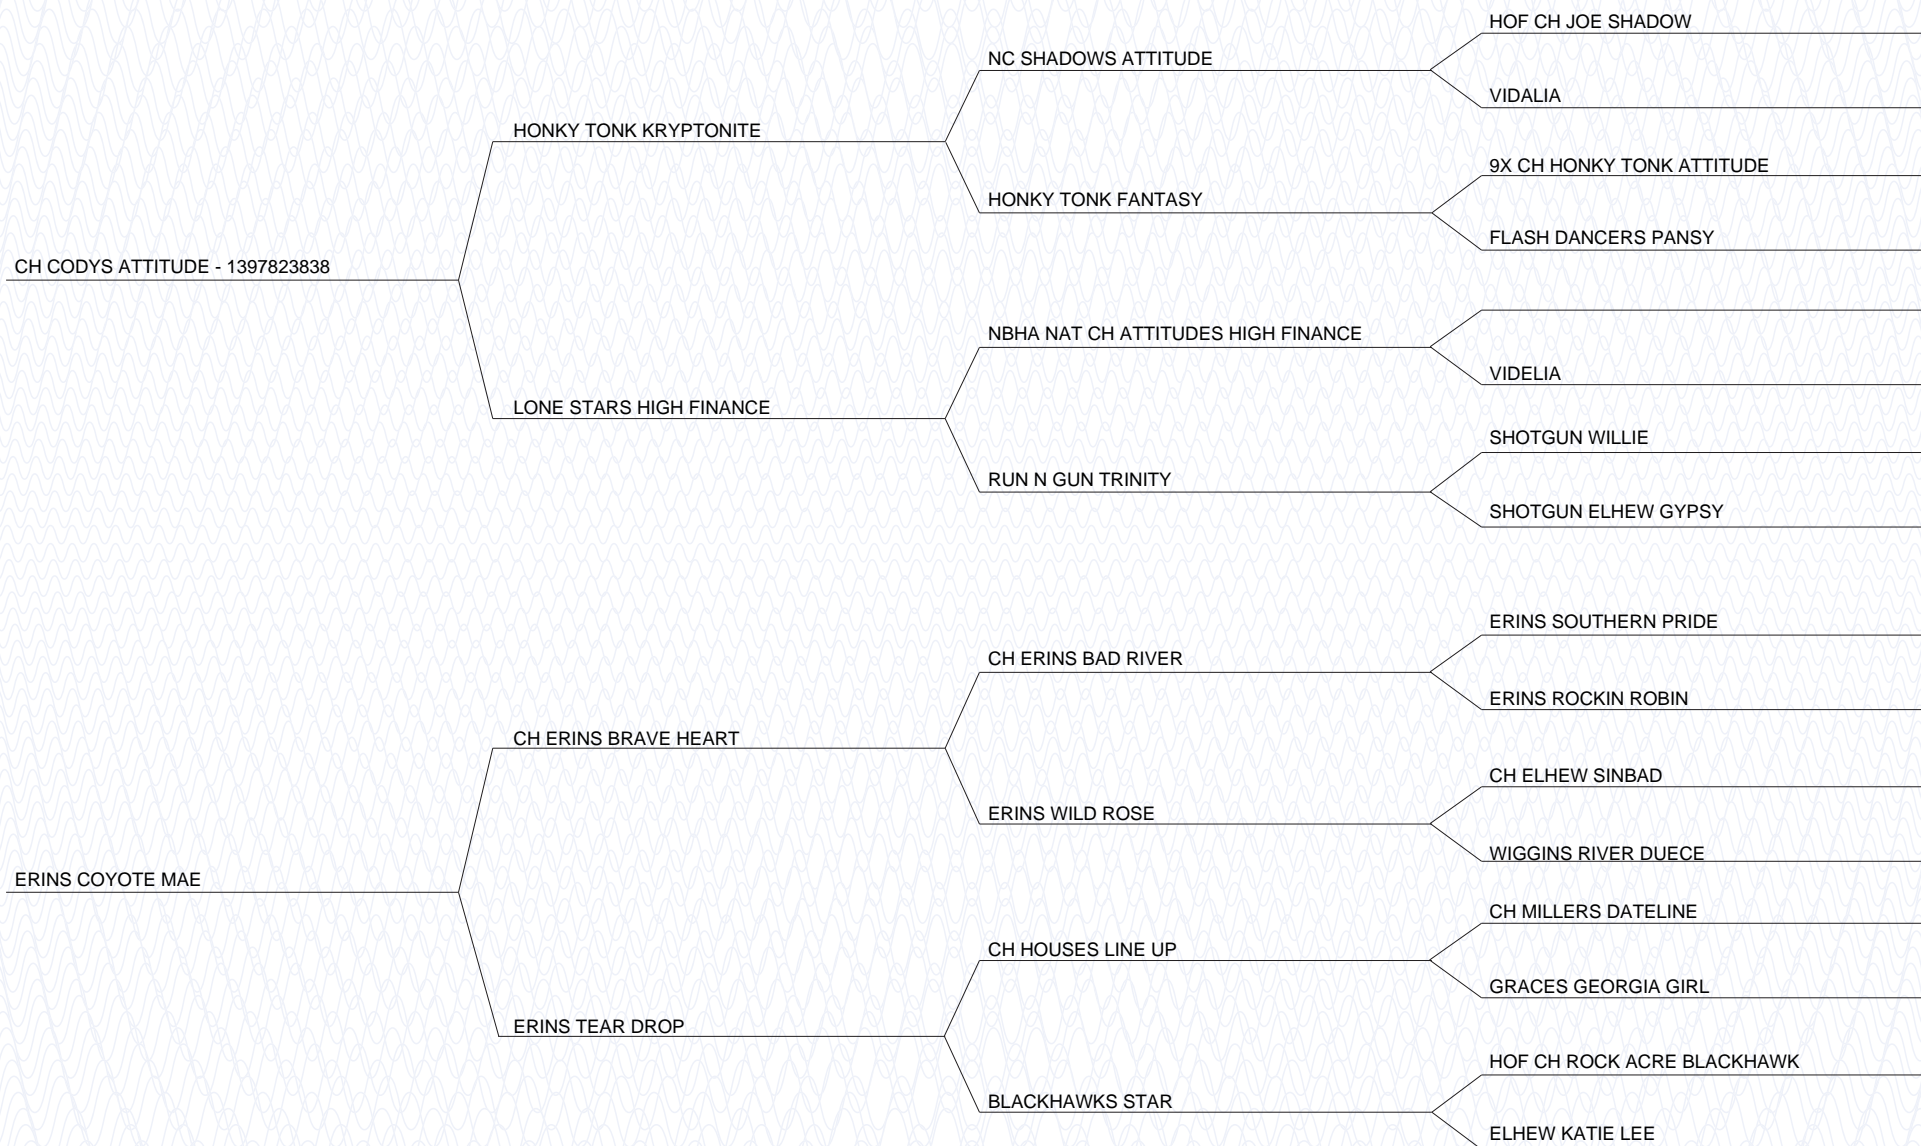 HOF CH JOE SHADOW
NC SHADOWS ATTITUDE
VIDALIA
HONKY TONK KRYPTONITE
9X CH HONKY TONK ATTITUDE
HONKY TONK FANTASY
FLASH DANCERS PANSY
CH CODYS ATTITUDE - 1397823838
NBHA NAT CH ATTITUDES HIGH FINANCE
VIDELIA
LONE STARS HIGH FINANCE
SHOTGUN WILLIE
RUN N GUN TRINITY
SHOTGUN ELHEW GYPSY
ERINS SOUTHERN PRIDE
CH ERINS BAD RIVER
ERINS ROCKIN ROBIN
CH ERINS BRAVE HEART
CH ELHEW SINBAD
ERINS WILD ROSE
WIGGINS RIVER DUECE
ERINS COYOTE MAE
CH MILLERS DATELINE
CH HOUSES LINE UP
GRACES GEORGIA GIRL
ERINS TEAR DROP
HOF CH ROCK ACRE BLACKHAWK
BLACKHAWKS STAR
ELHEW KATIE LEE